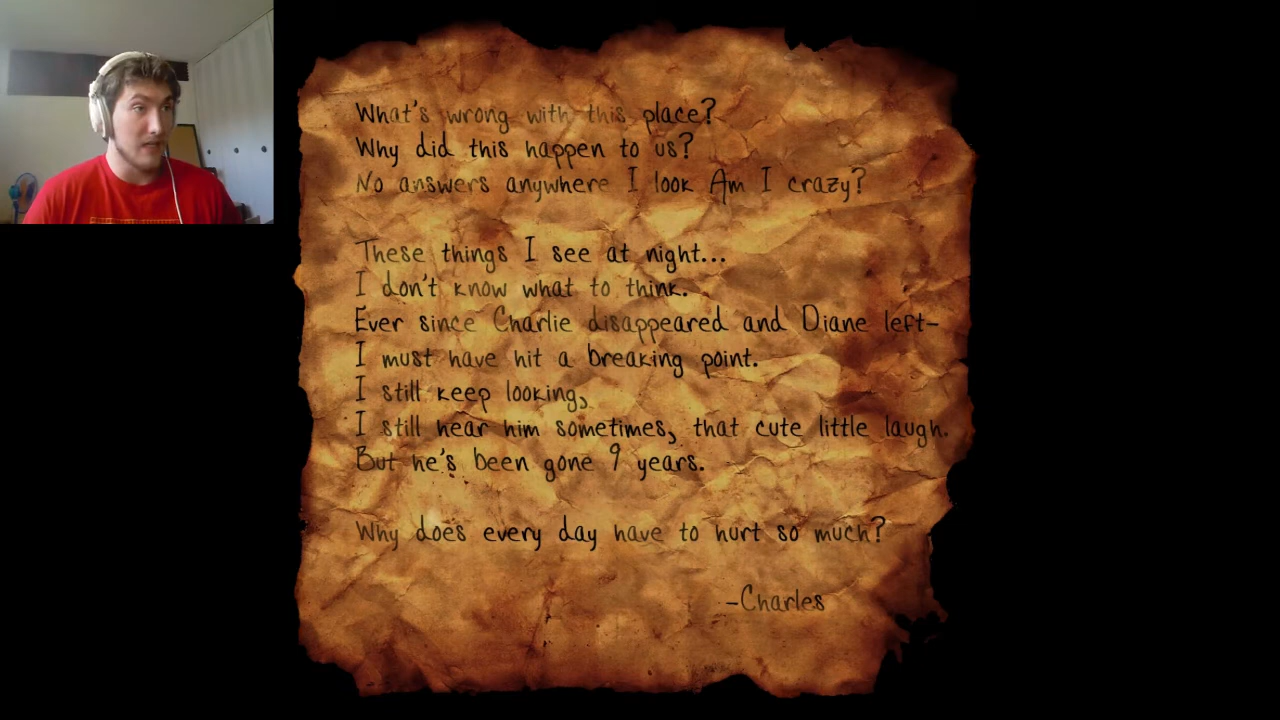 What's wrong with this place?
Why did this happen to us?
No answers anywhere I look Am I crazy?
These things I see at night...
I don't know what to think.
Ever since Charlie disappeared and Diane left-
I must have hit a breaking point.
I still keep looking,
I still hear him sometimes, that cute little laugh.
But he's been gone 9 years.
Why does every day have to hurt so much?
-Charles